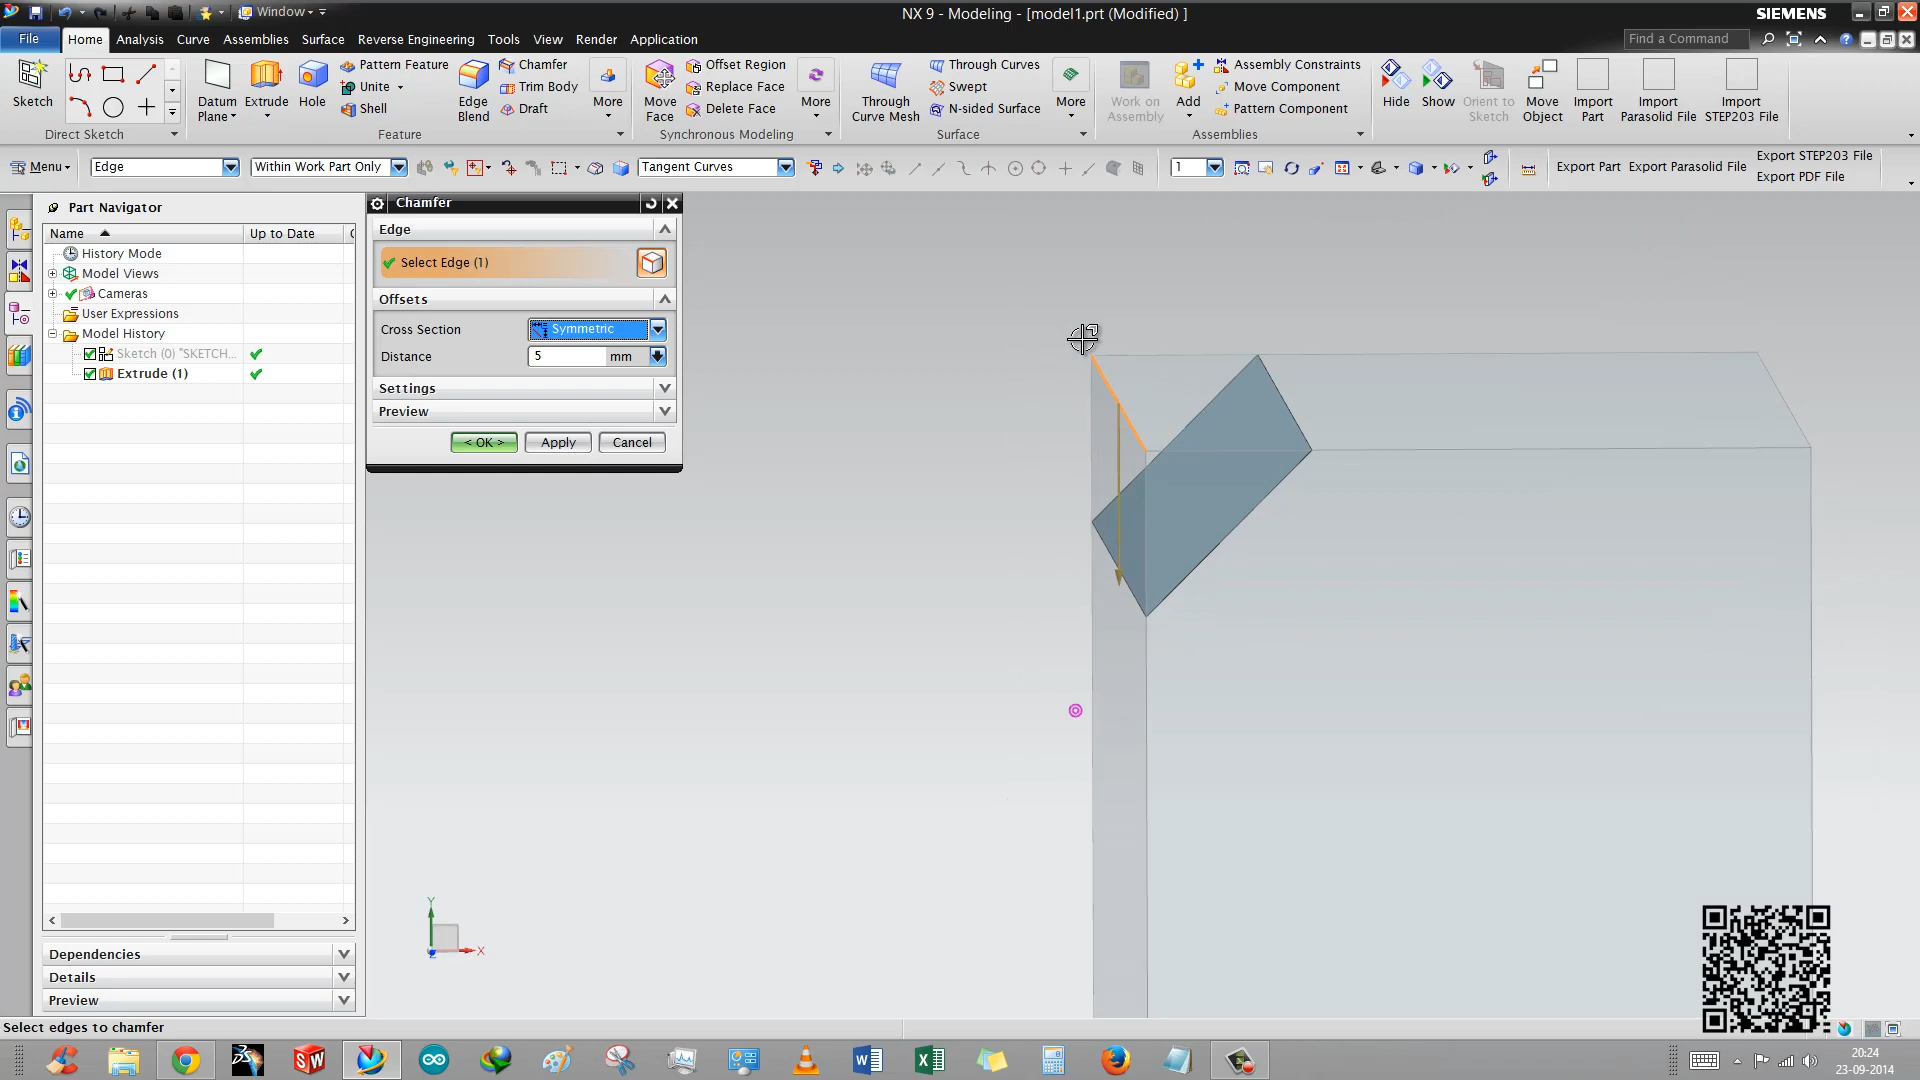 Window
NX 9 - Modeling - [model1.prt (Modified) ]
SIEMENS
File
Home
Analysis
Curve
Assemblies
Surface
Reverse Engineering
Tools
View
Render
Application
Find a Command
Sketch
Direct Sketch
Datum
Plane
Extrude
Hole
Pattern Feature
Unite
Shell
Edge
Blend
Chamfer
Trim Body
Draft
More
Feature
Move
Face
Offset Region
Replace Face
Delete Face
More
Synchronous Modeling
Through
Curve Mesh
Through Curves
Swept
N-sided Surface
More
Surface
Work on
Assembly
Add
Assembly Constraints
Move Component
Pattern Component
Assemblies
Hide
Show
Orient to
Sketch
Move
Object
Import
Part
Import
Parasolid File
Import
STEP203 File
Menu
Edge
Within Work Part Only
Tangent Curves
1
Export Part
Export Parasolid File
Export STEP203 File
Export PDF File
Part Navigator
Name
Up to Date
C
History Mode
Model Views
Cameras
User Expressions
Model History
Sketch (0) "SKETCH...
Extrude (1)
Dependencies
Details
Preview
Chamfer
Edge
Select Edge (1)
Offsets
Cross Section
Symmetric
Distance
5
mm
Settings
Preview
< OK >
Apply
Cancel
Y
X
Z
Select edges to chamfer
20:24
23-09-2014